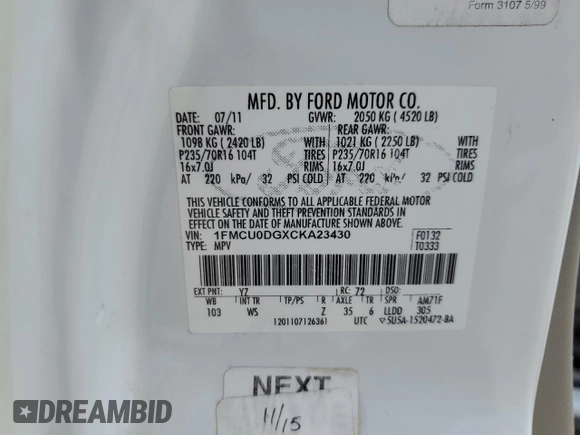 Form 3107 5/99
MFD. BY FORD MOTOR CO.
DATE: 07/11 GVWR: 2050 KG ( 4520 LB)
FRONT GAWR: REAR GAWR:
1098 KG ( 2420 LB) WITH 1021 KG ( 2250 LB) WITH
P235/70R16 104T TIRES P235/70R16 104T TIRES
16x7.0J RIMS 16x7.0J RIMS
AT 220 kPa/ 32 PSI COLD AT 220 kPa/ 32 PSI COLD
THIS VEHICLE CONFORMS TO ALL APPLICABLE FEDERAL MOTOR
VEHICLE SAFETY AND THEFT PREVENTION STANDARDS IN
EFFECT ON THE DATE OF MANUFACTURE SHOWN ABOVE.
VIN: 1FMCU0DGXCKA23430 F0132
TYPE: MPV T0333
EXT PNT: Y7 RC: 72 DSO:
WB INT TR TP/PS R AXLE TR SPR AM71F
103 WS Z 35 6 LLDD 305
1201107126361 UTC ▽5U5A-1520472-BA
NEXT
11/15
DREAMBID